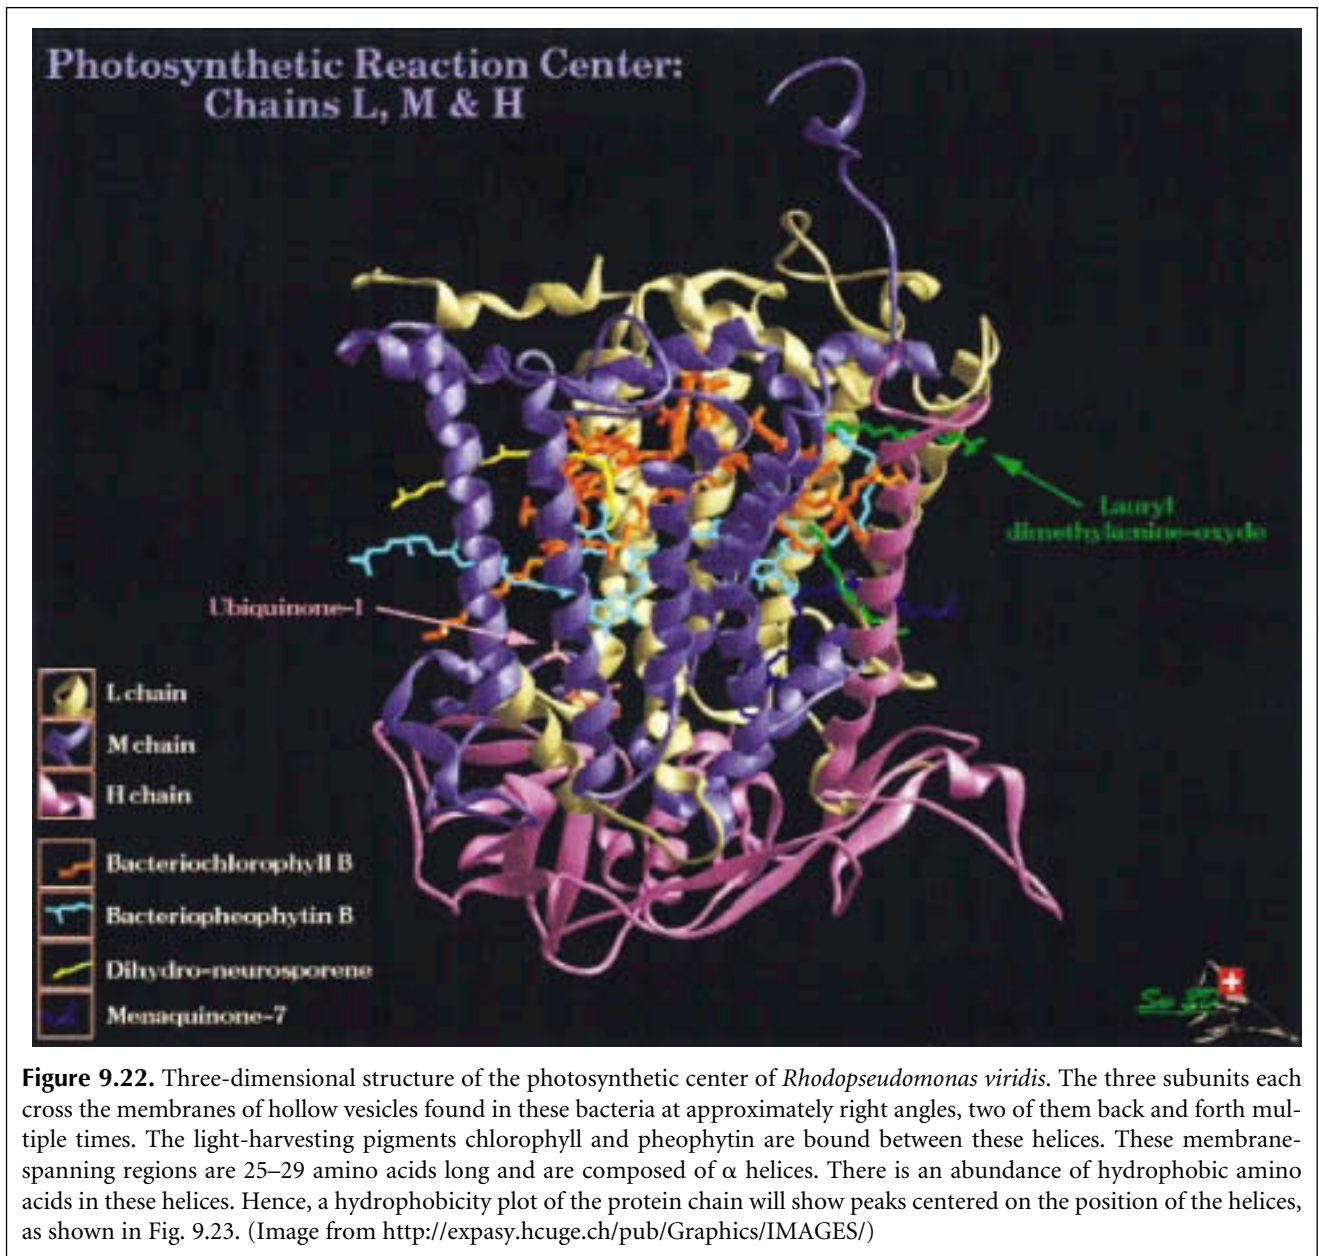 Photosynthetic Reaction Center:
Chains L, M & H
Lauryl
dimethylamine-oxyde
Ubiquinone-1
L chain
M chain
H chain
Bacteriochlorophyll B
Bacteriopheophytin B
Dihydro-neurosporene
Menaquinone-7
Figure 9.22. Three-dimensional structure of the photosynthetic center of Rhodopseudomonas viridis. The three subunits each
cross the membranes of hollow vesicles found in these bacteria at approximately right angles, two of them back and forth mul-
tiple times. The light-harvesting pigments chlorophyll and pheophytin are bound between these helices. These membrane-
spanning regions are 25–29 amino acids long and are composed of α helices. There is an abundance of hydrophobic amino
acids in these helices. Hence, a hydrophobicity plot of the protein chain will show peaks centered on the position of the helices,
as shown in Fig. 9.23. (Image from http://expasy.hcuge.ch/pub/Graphics/IMAGES/)